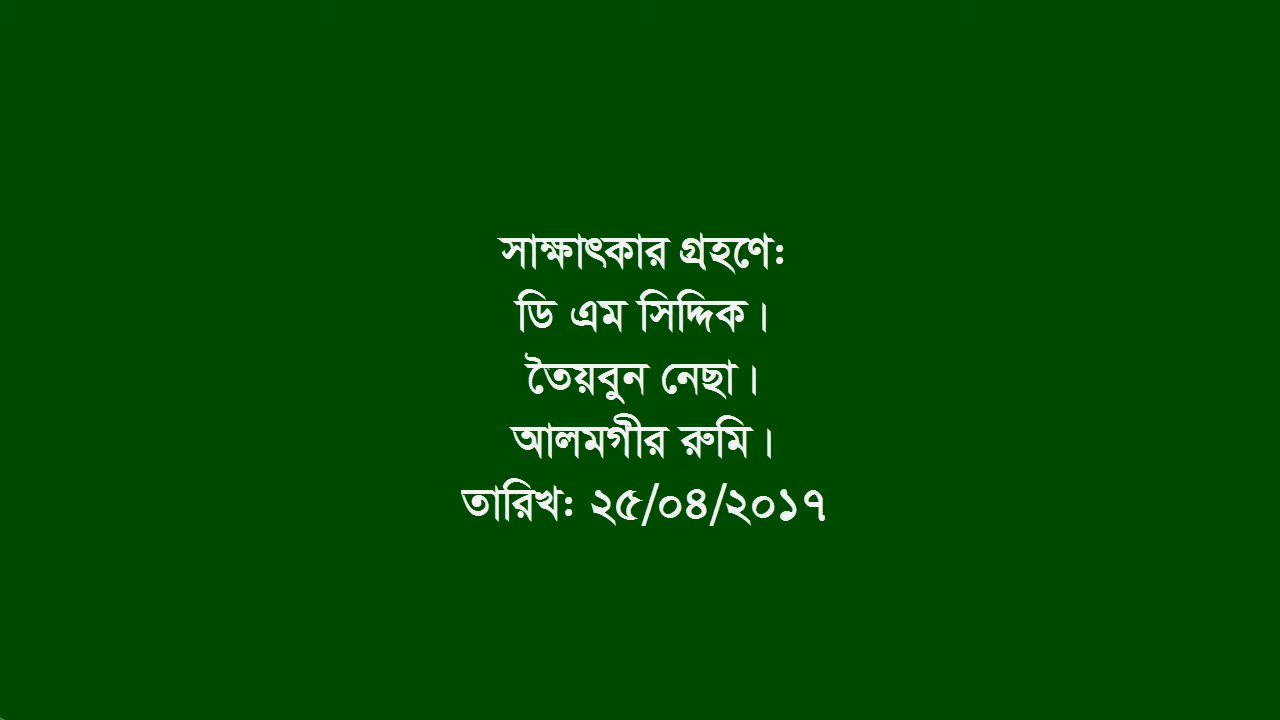 সাক্ষাৎকার গ্রহণে:
ডি এম সিদ্দিক।
তৈয়বুন নেছা।
আলমগীর রুমি।
তারিখ: ২৫/০৪/২০১৭